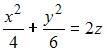 x²/4 + y²/6 = 2z